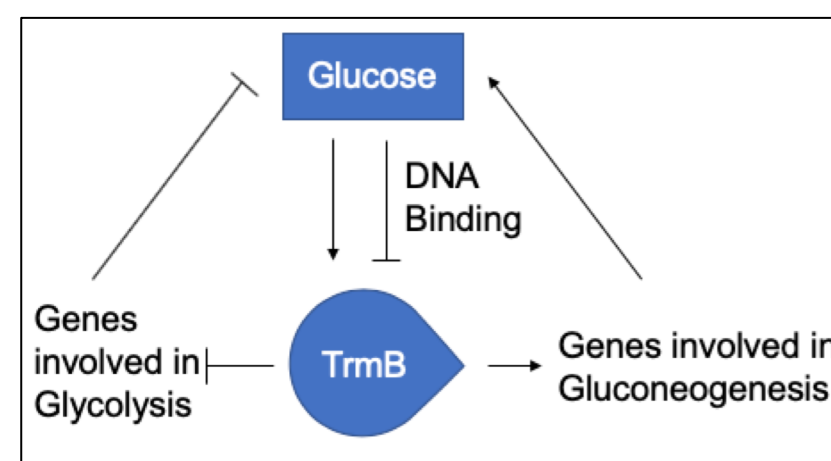 Glucose
DNA
Binding
Genes
involved in
Glycolysis
TrmB
Genes involved in
Gluconeogenesis